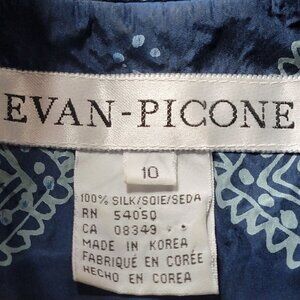 EVAN-PICONE
10
100% SILK/SOIE/SEDA
RN 54050
CA 08349
MADE IN KOREA
FABRIQUÉ EN CORÉE
HECHO EN COREA